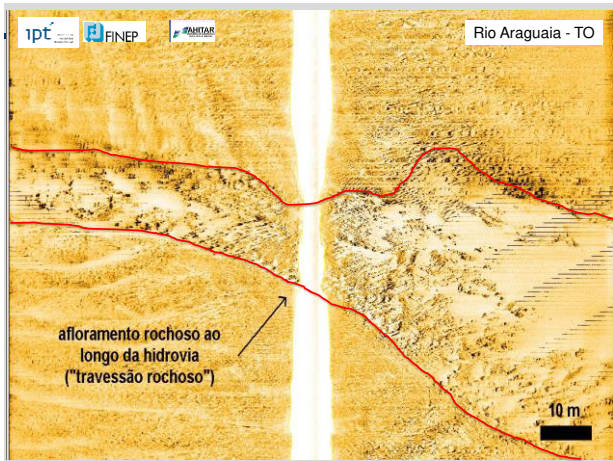 ipt
FINEP
AHITAR
Rio Araguaia - TO
afloramento rochoso ao
longo da hidrovia
("travessão rochoso")
10 m